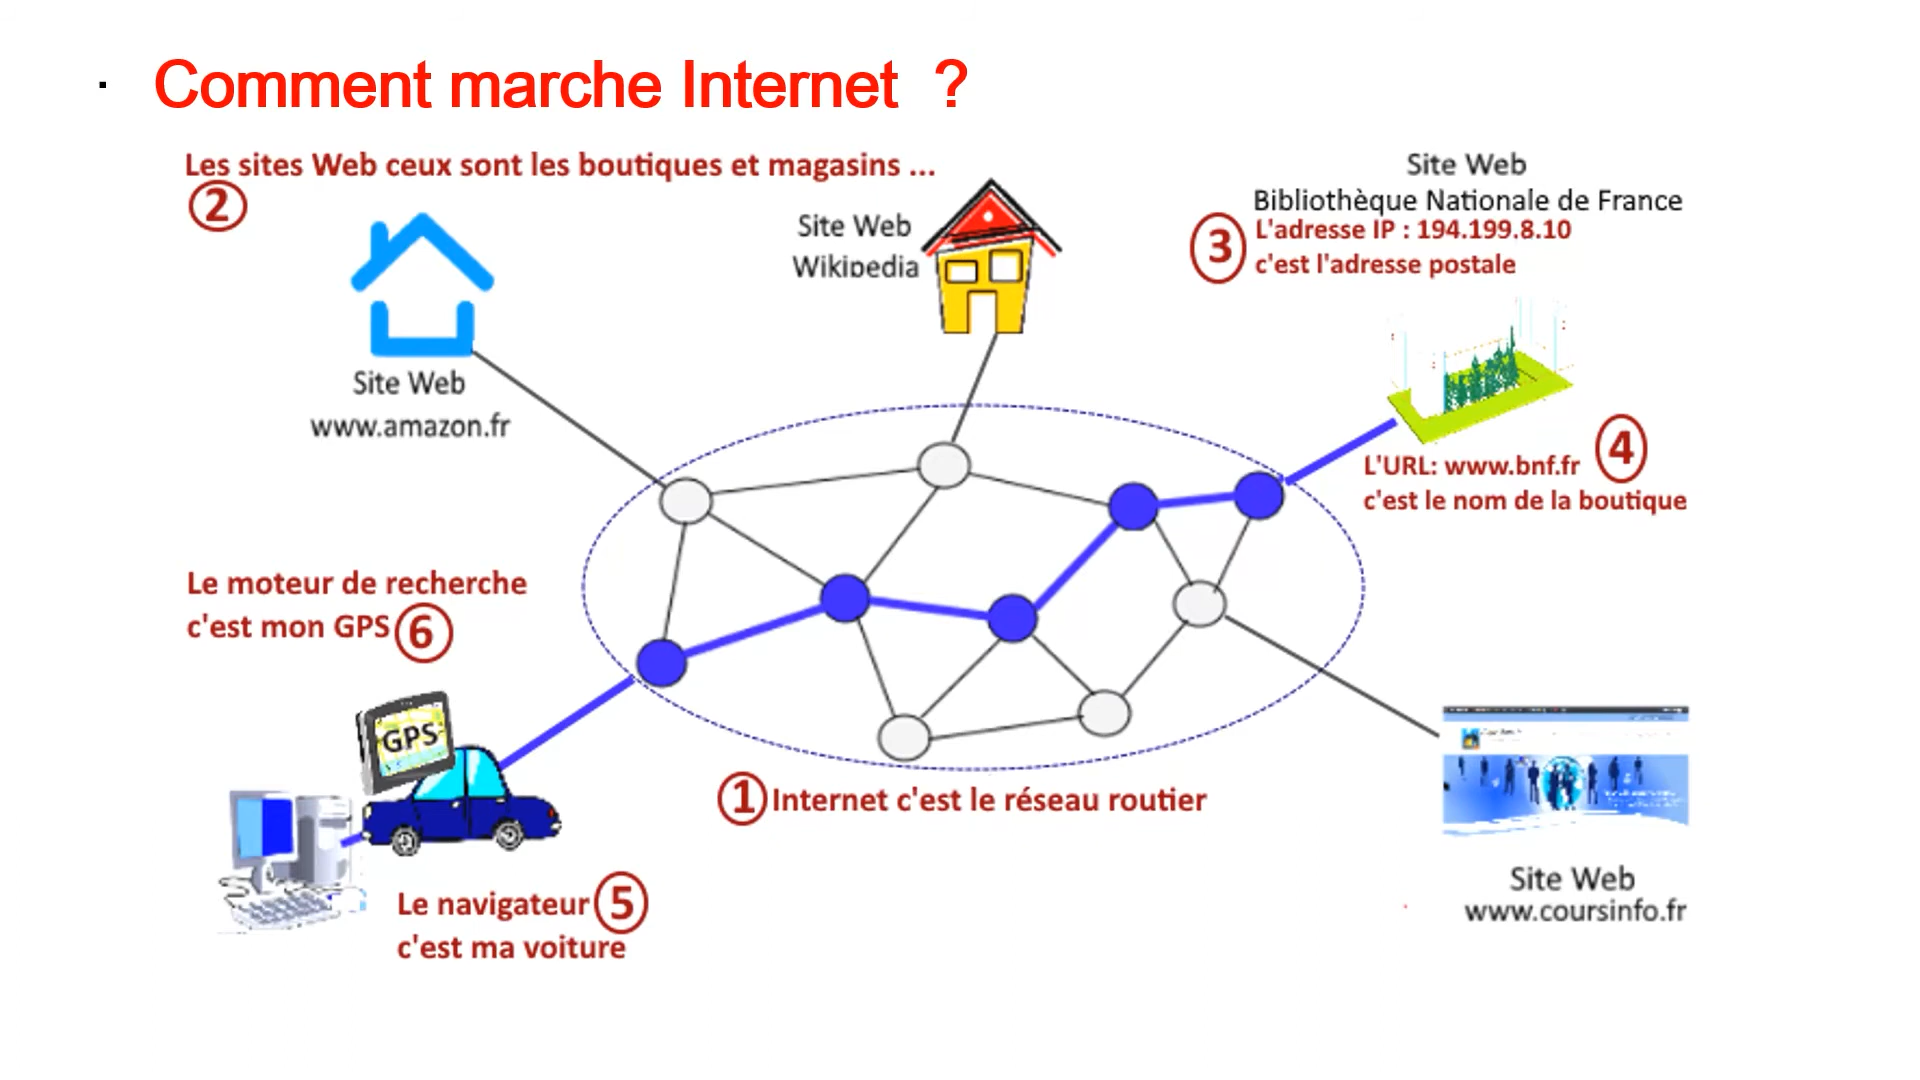 · Comment marche Internet ?
Les sites Web ceux sont les boutiques et magasins ...
2
Site Web
www.amazon.fr
Site Web
Wikipedia
Site Web
Bibliothèque Nationale de France
3
L'adresse IP : 194.199.8.10
c'est l'adresse postale
4
L'URL: www.bnf.fr
c'est le nom de la boutique
Le moteur de recherche
c'est mon GPS 6
GPS
1 Internet c'est le réseau routier
Le navigateur 5
c'est ma voiture
Site Web
www.coursinfo.fr